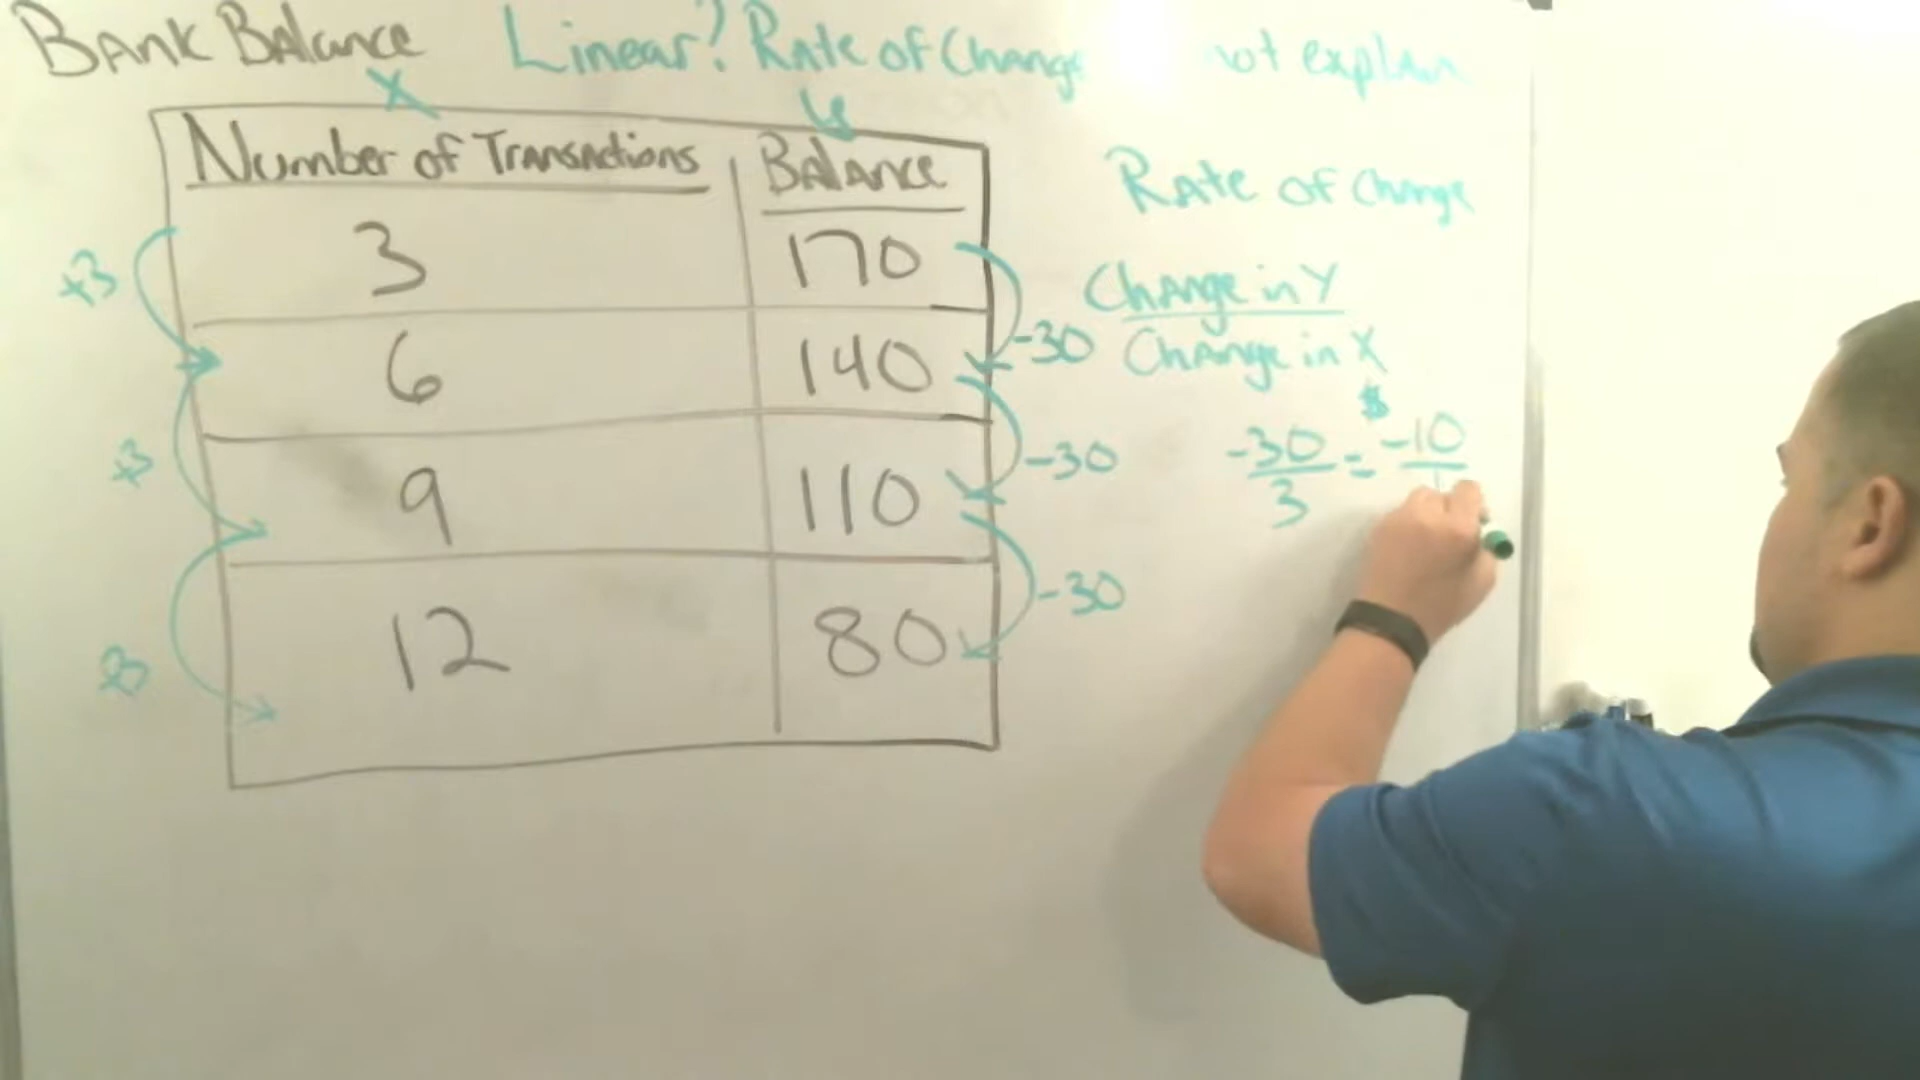 Bank Balance Linear? Rate of Change not explain
X y
Number of Transactions Balance
3 170
6 140
9 110
12 80
+3
+3
+3
-30
-30
-30
Rate of Change
Change in Y
Change in X
$
-30 = -10
3 1